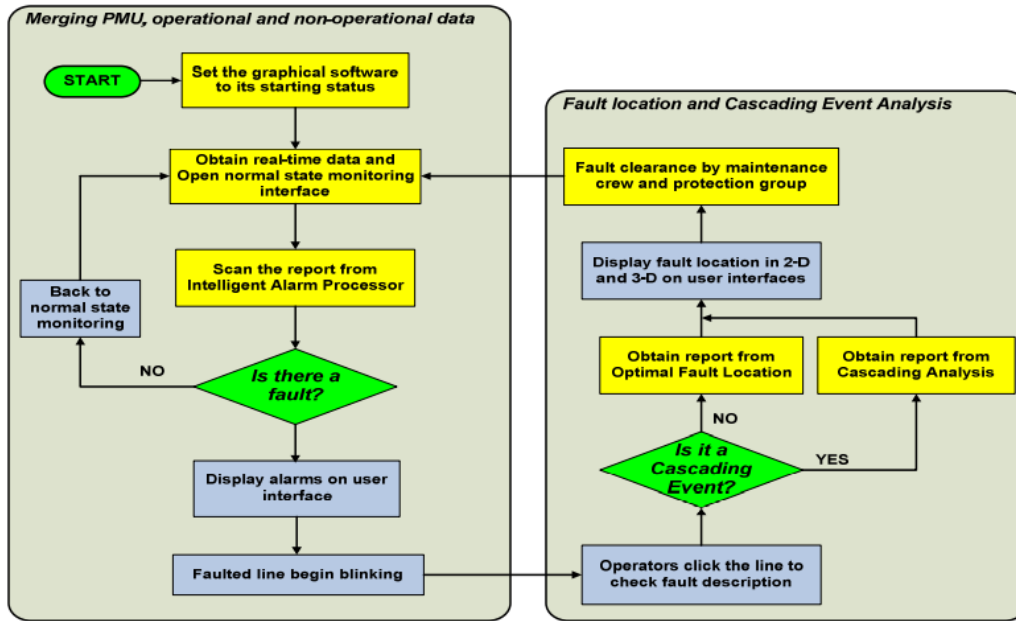 Merging PMU, operational and non-operational data
START
Set the graphical software
to its starting status
Obtain real-time data and
Open normal state monitoring
interface
Scan the report from
Intelligent Alarm Processor
Back to
normal state
monitoring
NO
Is there a
fault?
Display alarms on user
interface
Faulted line begin blinking
Fault location and Cascading Event Analysis
Fault clearance by maintenance
crew and protection group
Display fault location in 2-D
and 3-D on user interfaces
Obtain report from
Optimal Fault Location
Obtain report from
Cascading Analysis
NO
Is it a
Cascading
Event?
YES
Operators click the line to
check fault description